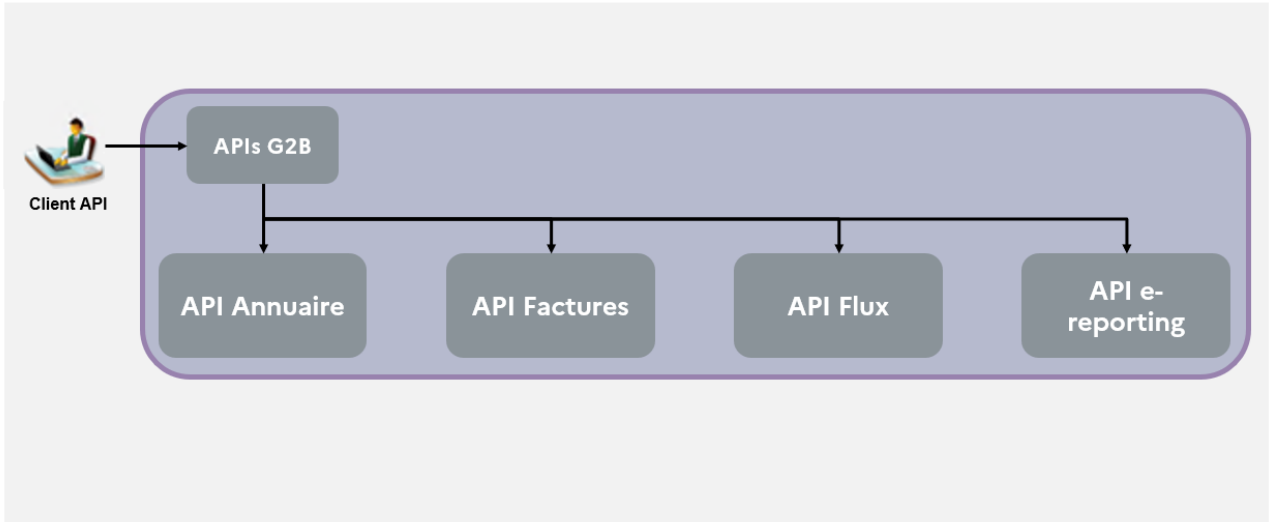 APIs G2B
Client API
API Annuaire
API Factures
API Flux
API e-
reporting